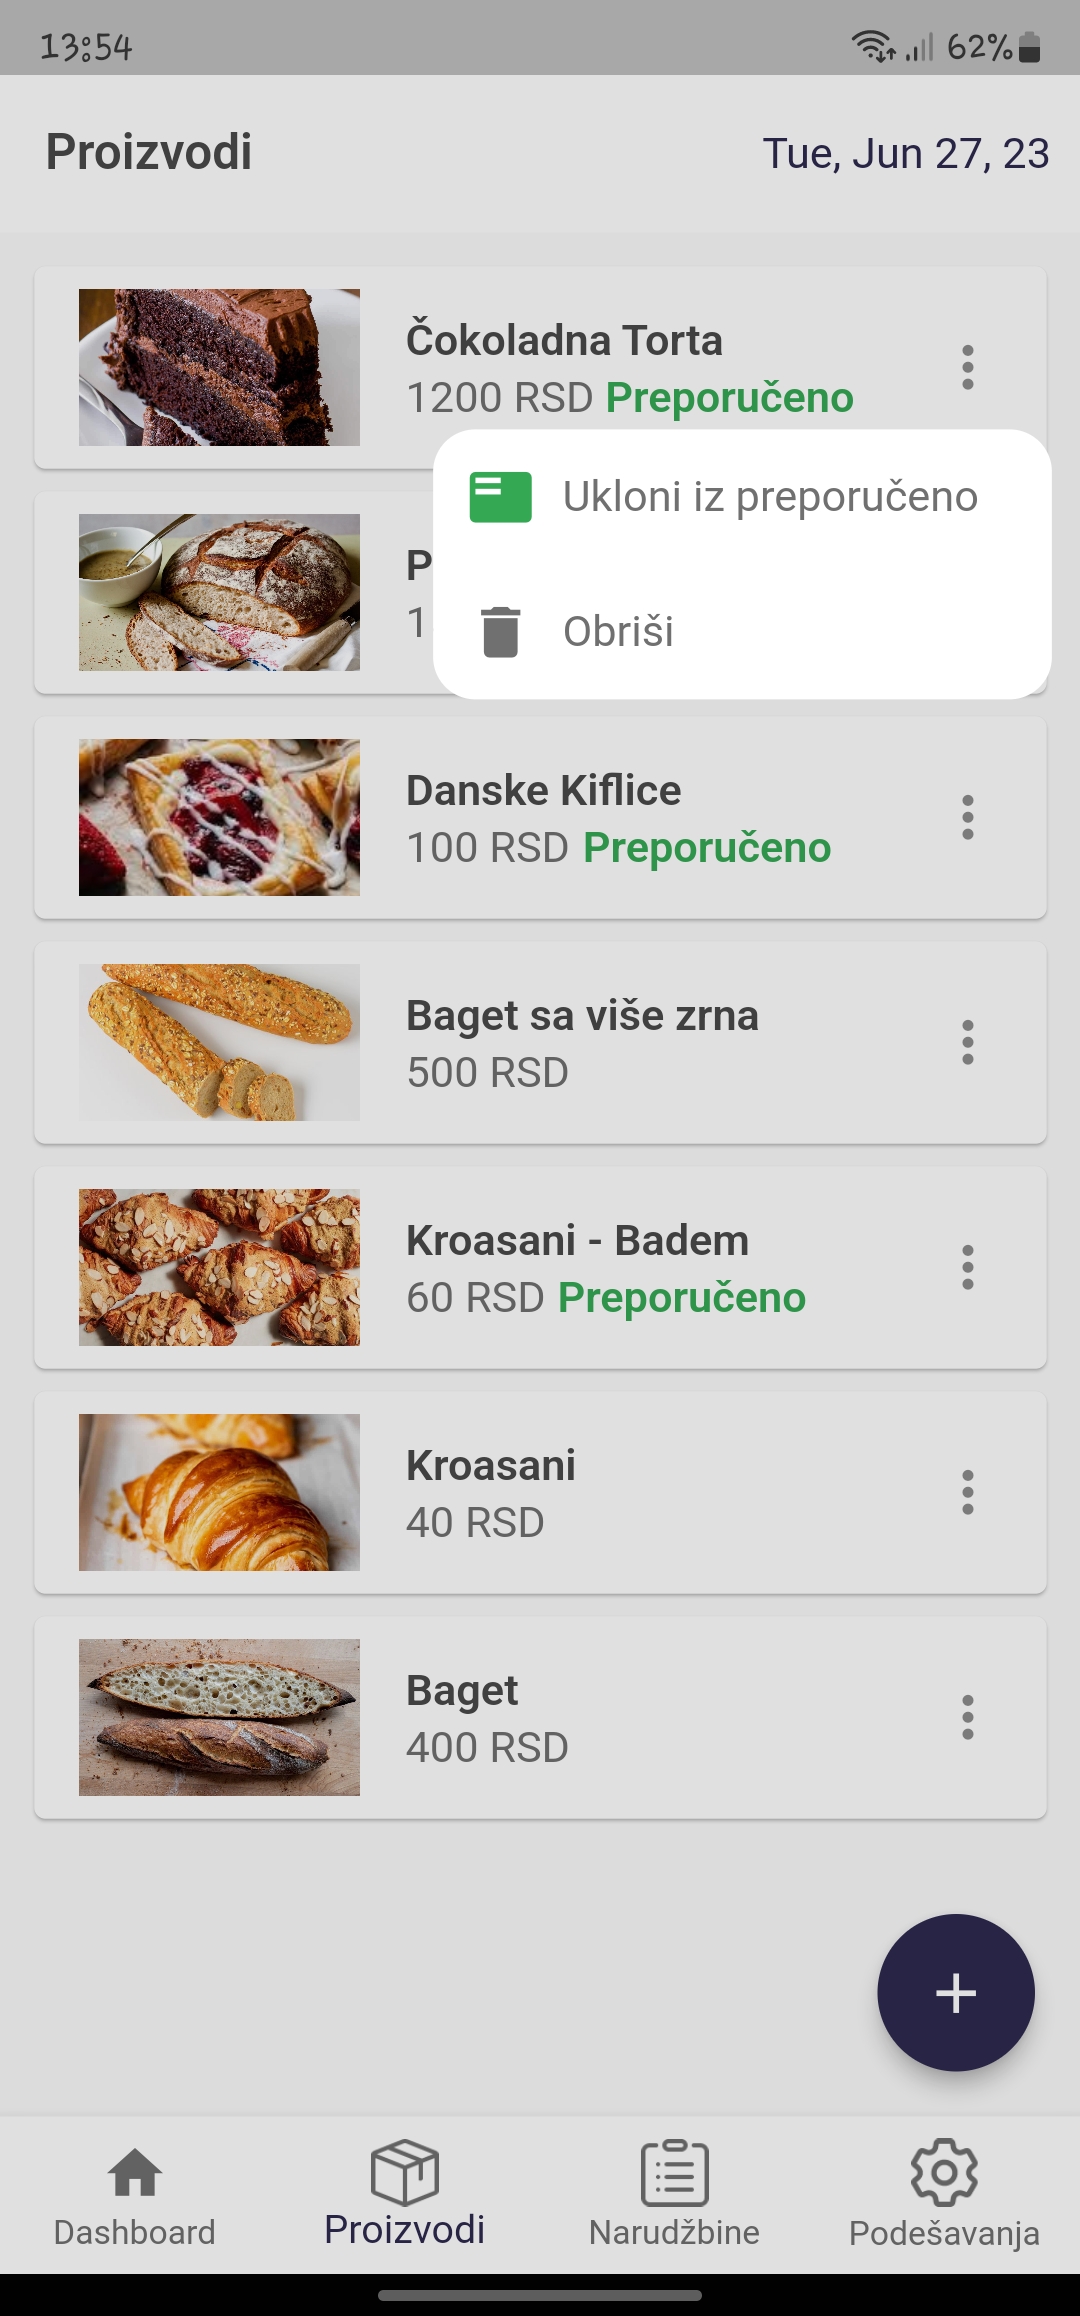 13:54
62%
Proizvodi
Tue, Jun 27, 23
Čokoladna Torta
1200 RSD Preporučeno
Ukloni iz preporučeno
Obriši
Danske Kiflice
100 RSD Preporučeno
Baget sa više zrna
500 RSD
Kroasani - Badem
60 RSD Preporučeno
Kroasani
40 RSD
Baget
400 RSD
Dashboard
Proizvodi
Narudžbine
Podešavanja